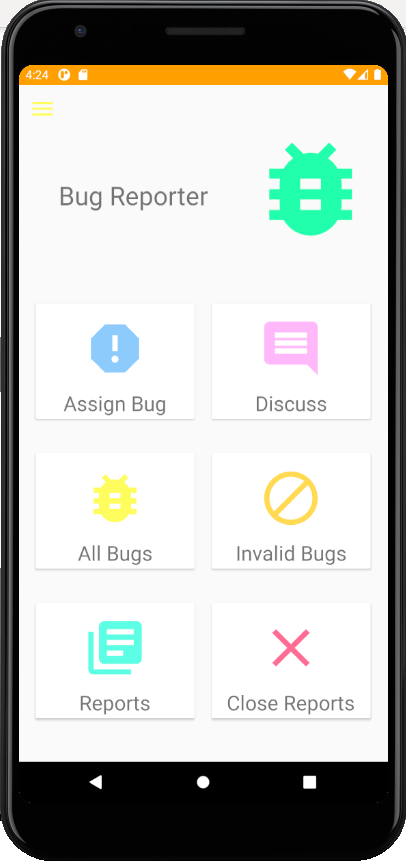 4:24
Bug Reporter
Assign Bug
Discuss
All Bugs
Invalid Bugs
Reports
Close Reports